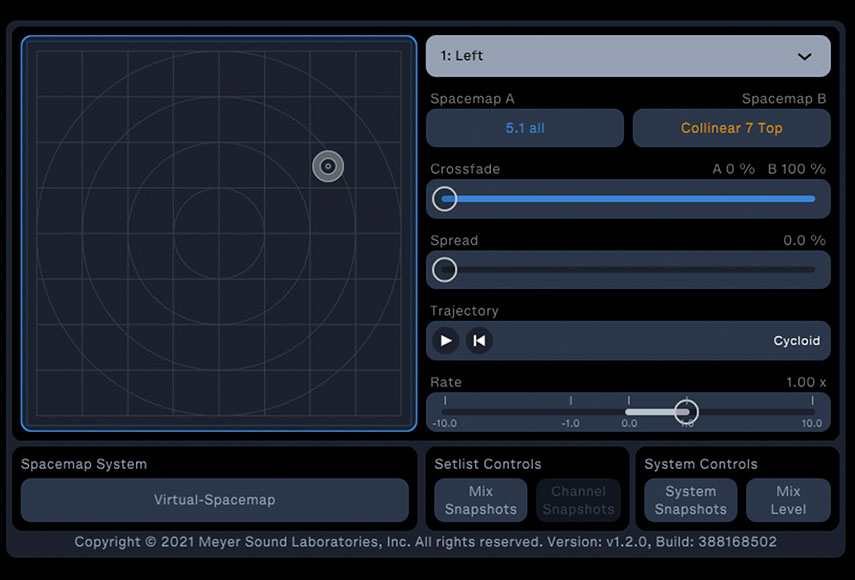 1: Left
Spacemap A
Spacemap B
5.1 all
Collinear 7 Top
Crossfade
A 0 % B 100 %
Spread
0.0 %
Trajectory
Cycloid
Rate
1.00 x
-10.0
-1.0
0.0
1.0
10.0
Spacemap System
Virtual-Spacemap
Setlist Controls
Mix
Snapshots
Channel
Snapshots
System Controls
System
Snapshots
Mix
Level
Copyright © 2021 Meyer Sound Laboratories, Inc. All rights reserved. Version: v1.2.0, Build: 388168502